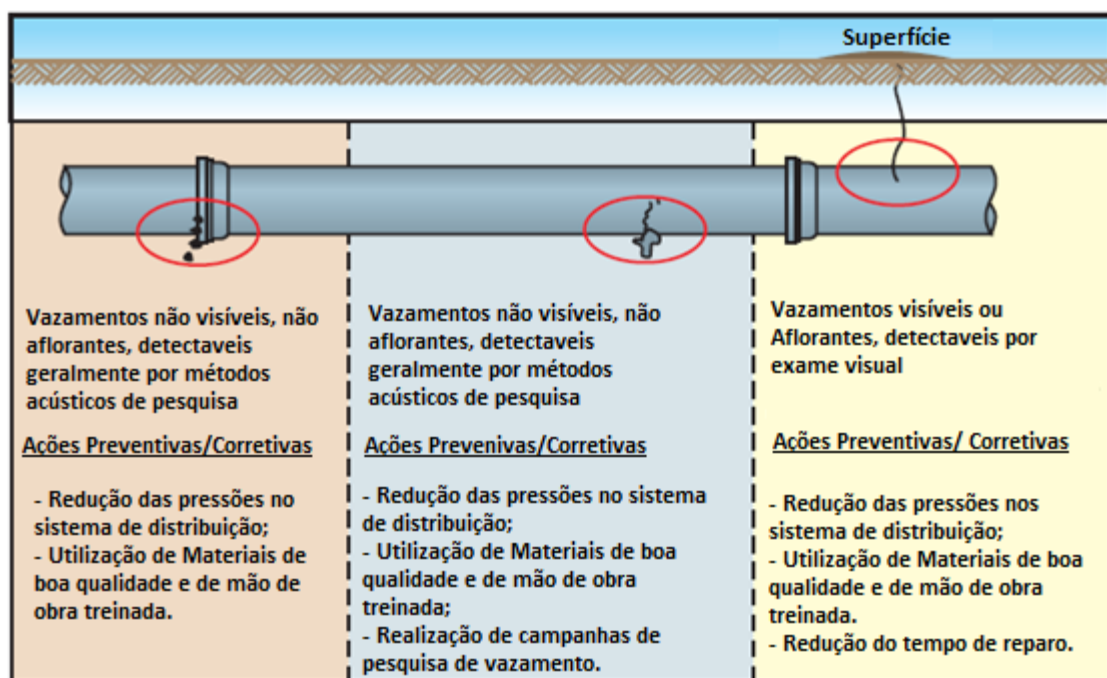 Superfície
Vazamentos não visíveis, não
aflorantes, detectaveis
geralmente por métodos
acústicos de pesquisa
Ações Preventivas/Corretivas
- Redução das pressões no
sistema de distribuição;
- Utilização de Materiais de
boa qualidade e de mão de
obra treinada.
Vazamentos não visíveis, não
aflorantes, detectaveis
geralmente por métodos
acústicos de pesquisa
Ações Prevenivas/Corretivas
- Redução das pressões no sistema
de distribuição;
- Utilização de Materiais de boa
qualidade e de mão de obra
treinada;
- Realização de campanhas de
pesquisa de vazamento.
Vazamentos visíveis ou
Aflorantes, detectaveis por
exame visual
Ações Preventivas/ Corretivas
- Redução das pressões nos
sistema de distribuição;
- Utilização de Materiais de boa
qualidade e de mão de obra
treinada.
- Redução do tempo de reparo.